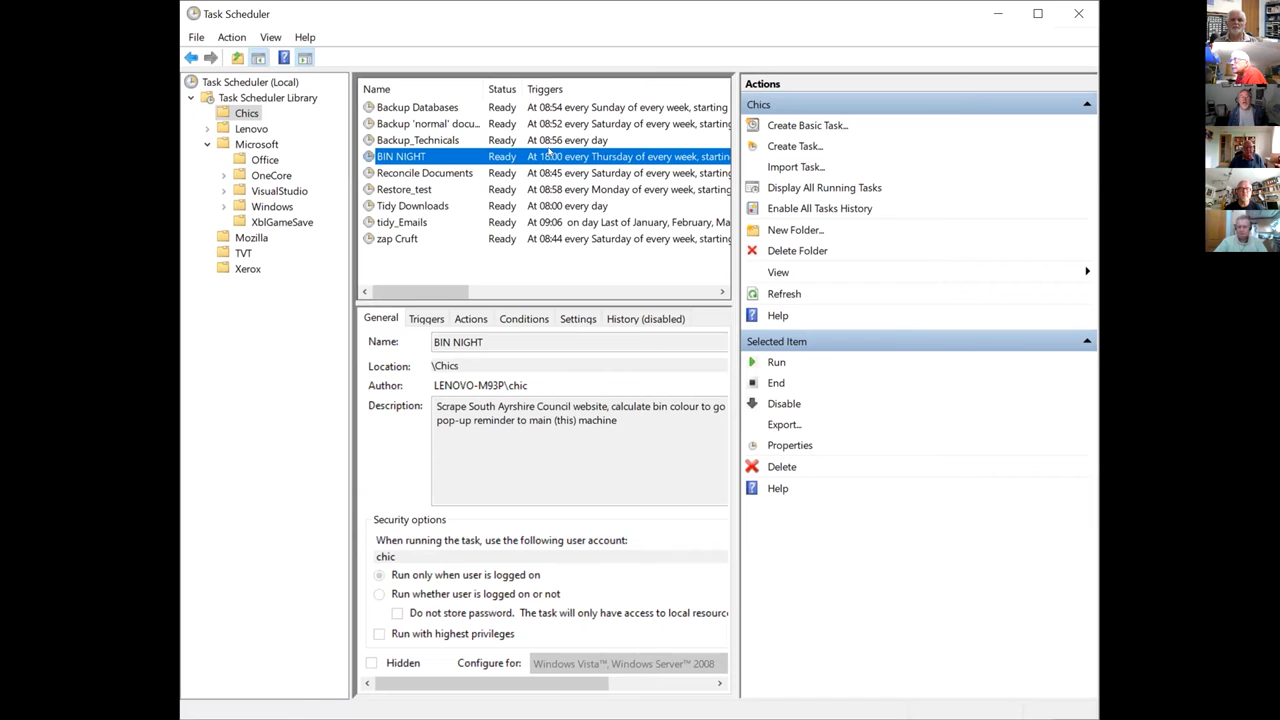 Task Scheduler
File Action View Help
Task Scheduler (Local)
Task Scheduler Library
Chics
Lenovo
Microsoft
Office
OneCore
VisualStudio
Windows
XblGameSave
Mozilla
TVT
Xerox
Name Status Triggers
Backup Databases Ready At 08:54 every Sunday of every week, starting
Backup 'normal' docu... Ready At 08:52 every Saturday of every week, starting
Backup_Technicals Ready At 08:56 every day
BIN NIGHT Ready At 18:00 every Thursday of every week, startin
Reconcile Documents Ready At 08:45 every Saturday of every week, starting
Restore_test Ready At 08:58 every Monday of every week, starting
Tidy Downloads Ready At 08:00 every day
tidy_Emails Ready At 09:06 on day Last of January, February, Ma
zap Cruft Ready At 08:44 every Saturday of every week, starting
General Triggers Actions Conditions Settings History (disabled)
Name: BIN NIGHT
Location: \Chics
Author: LENOVO-M93P\chic
Description: Scrape South Ayrshire Council website, calculate bin colour to go
pop-up reminder to main (this) machine
Security options
When running the task, use the following user account:
chic
Run only when user is logged on
Run whether user is logged on or not
Do not store password. The task will only have access to local resourc
Run with highest privileges
Hidden Configure for: Windows Vista™, Windows Server™ 2008
Actions
Chics
Create Basic Task...
Create Task...
Import Task...
Display All Running Tasks
Enable All Tasks History
New Folder...
Delete Folder
View
Refresh
Help
Selected Item
Run
End
Disable
Export...
Properties
Delete
Help